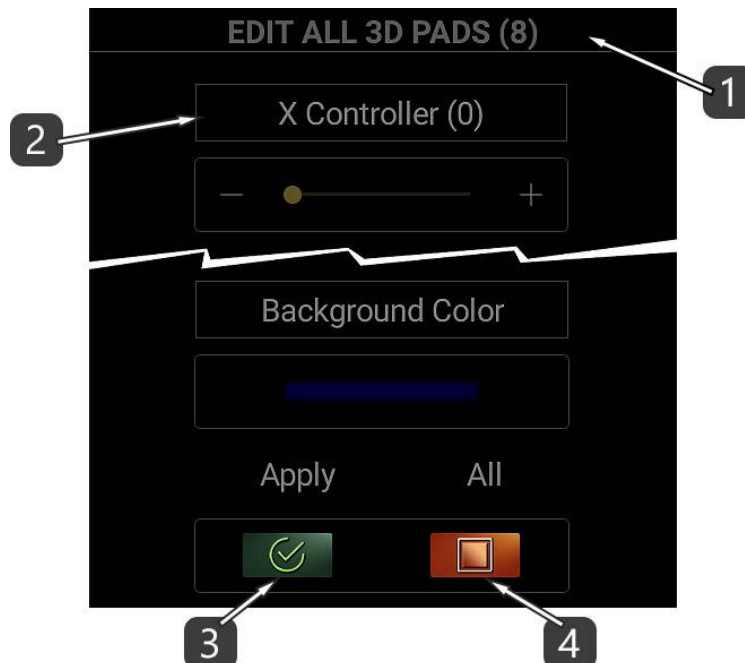 EDIT ALL 3D PADS (8)
1
X Controller (0)
2
Background Color
Apply All
3 4